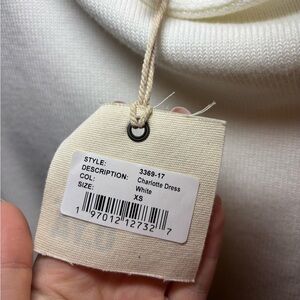 STYLE: 3369-17
DESCRIPTION: Charlotte Dress
COL: White
SIZE: XS
1 97012 12732 7